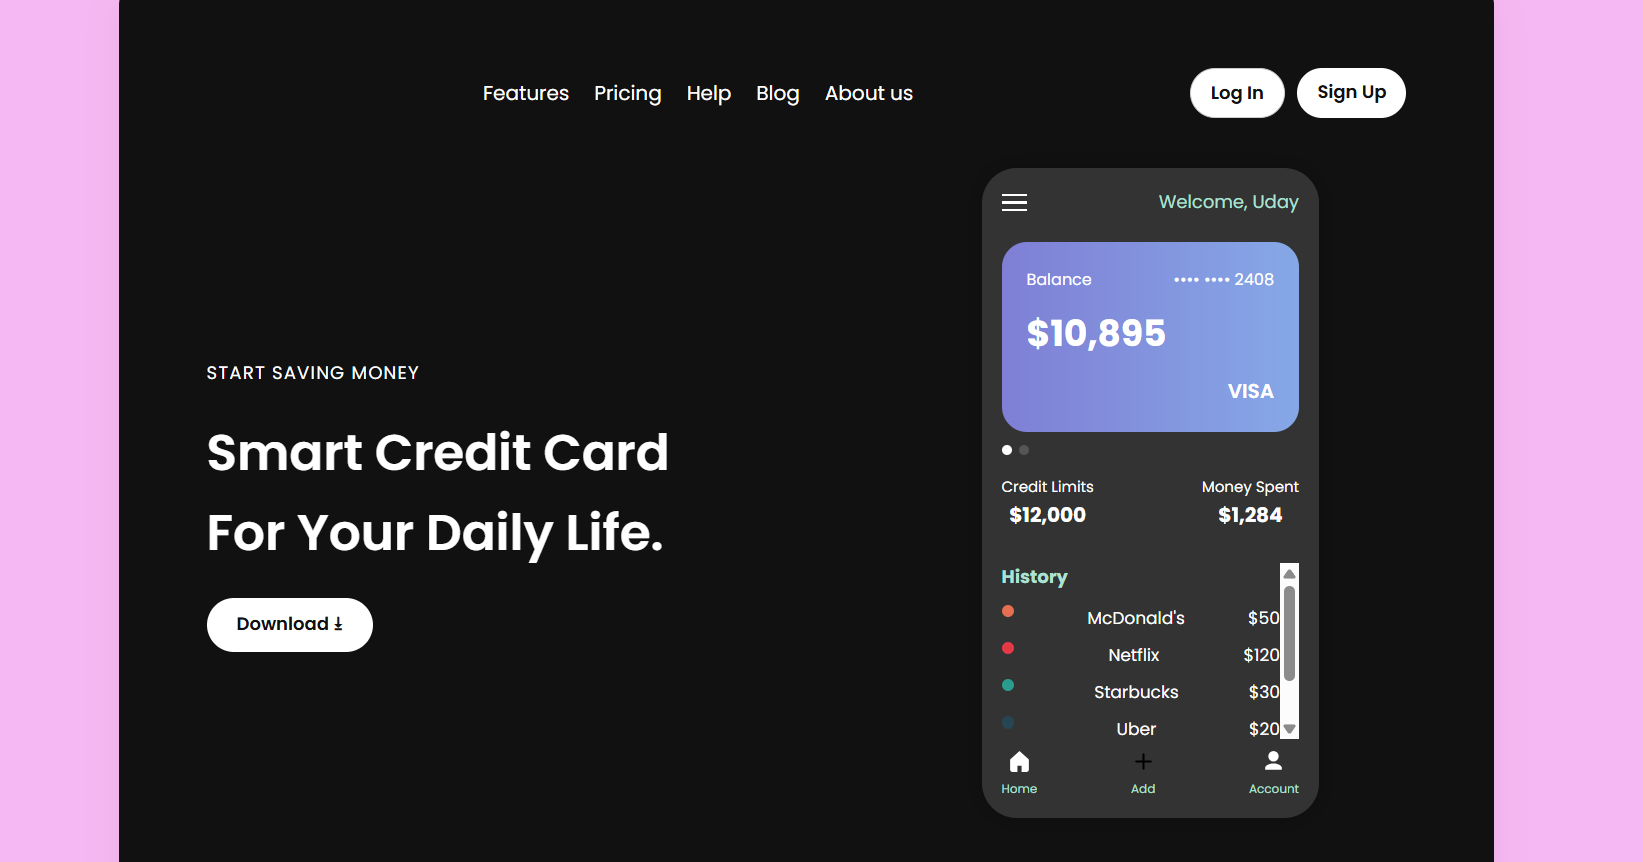 Features Pricing Help Blog About us Log In Sign Up
START SAVING MONEY
Smart Credit Card
For Your Daily Life.
Download ⤓
Welcome, Uday
Balance •••• •••• 2408
$10,895
VISA
Credit Limits Money Spent
$12,000 $1,284
History
McDonald's $50
Netflix $120
Starbucks $30
Uber $20
Home Add Account